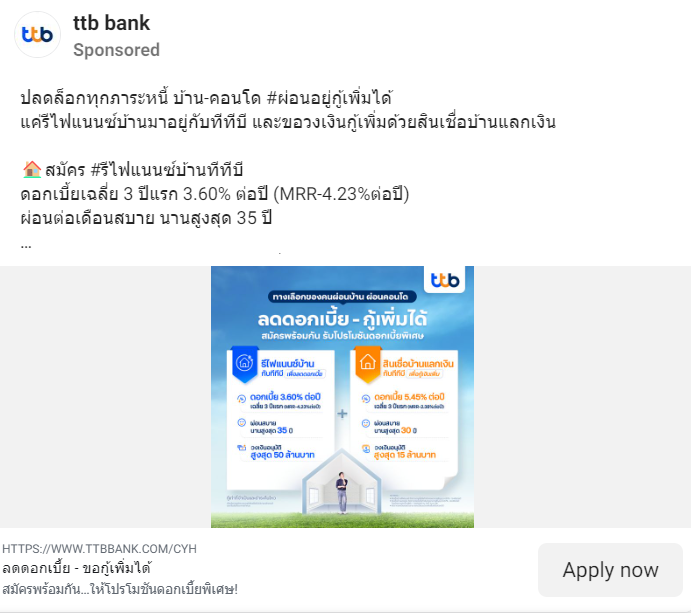 ttb
ttb bank
Sponsored
ปลดล็อกทุกภาระหนี้ บ้าน-คอนโด #ผ่อนอยู่กู้เพิ่มได้
แค่รีไฟแนนซ์บ้านมาอยู่กับทีทีบี และขอวงเงินกู้เพิ่มด้วยสินเชื่อบ้านแลกเงิน
🏠 สมัคร #รีไฟแนนซ์บ้านทีทีบี
ดอกเบี้ยเฉลี่ย 3 ปีแรก 3.60% ต่อปี (MRR-4.23%ต่อปี)
ผ่อนต่อเดือนสบาย นานสูงสุด 35 ปี
...
ttb
ทางเลือกของคนผ่อนบ้าน ผ่อนคอนโด
ลดดอกเบี้ย - กู้เพิ่มได้
สมัครพร้อมกัน รับโปรโมชันดอกเบี้ยพิเศษ
รีไฟแนนซ์บ้าน
กับทีทีบี เพื่อลดดอกเบี้ย
ดอกเบี้ย 3.60% ต่อปี
เฉลี่ย 3 ปีแรก (MRR-4.23%ต่อปี)
ผ่อนสบาย
นานสูงสุด 35 ปี
วงเงินอนุมัติ
สูงสุด 50 ล้านบาท
+
สินเชื่อบ้านแลกเงิน
กับทีทีบี เพื่อกู้เงินเพิ่ม
ดอกเบี้ย 5.45% ต่อปี
เฉลี่ย 3 ปีแรก
ผ่อนสบาย
นานสูงสุด 30 ปี
วงเงินอนุมัติ
สูงสุด 15 ล้านบาท
HTTPS://WWW.TTBBANK.COM/CYH
ลดดอกเบี้ย - ขอกู้เพิ่มได้
สมัครพร้อมกัน...ให้โปรโมชันดอกเบี้ยพิเศษ!
Apply now